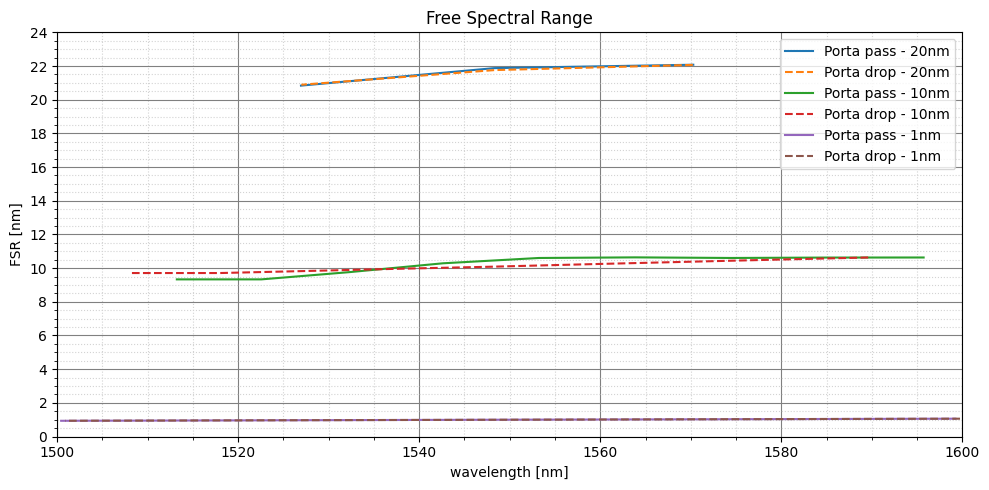 Free Spectral Range
24
22
20
18
16
14
12
10
8
6
4
2
0
FSR [nm]
Porta pass - 20nm
Porta drop - 20nm
Porta pass - 10nm
Porta drop - 10nm
Porta pass - 1nm
Porta drop - 1nm
1500 1520 1540 1560 1580 1600
wavelength [nm]